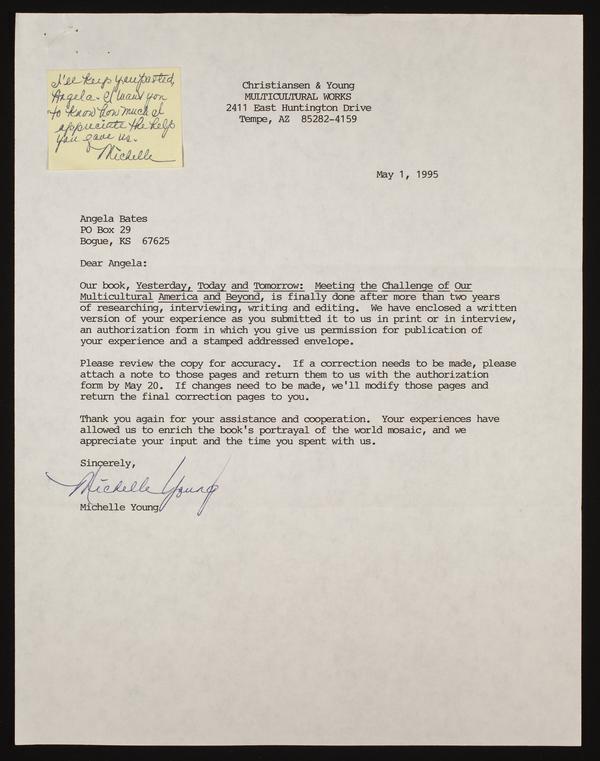 I'll keep you posted,
Angela. I want you
to know how much I
appreciate the help
you gave us.
Michelle
Christiansen & Young
MULTICULTURAL WORKS
2411 East Huntington Drive
Tempe, AZ 85282-4159
May 1, 1995
Angela Bates
PO Box 29
Bogue, KS 67625
Dear Angela:
Our book, Yesterday, Today and Tomorrow: Meeting the Challenge of Our
Multicultural America and Beyond, is finally done after more than two years
of researching, interviewing, writing and editing. We have enclosed a written
version of your experience as you submitted it to us in print or in interview,
an authorization form in which you give us permission for publication of
your experience and a stamped addressed envelope.
Please review the copy for accuracy. If a correction needs to be made, please
attach a note to those pages and return them to us with the authorization
form by May 20. If changes need to be made, we'll modify those pages and
return the final correction pages to you.
Thank you again for your assistance and cooperation. Your experiences have
allowed us to enrich the book's portrayal of the world mosaic, and we
appreciate your input and the time you spent with us.
Sincerely,
Michelle Young
Michelle Young